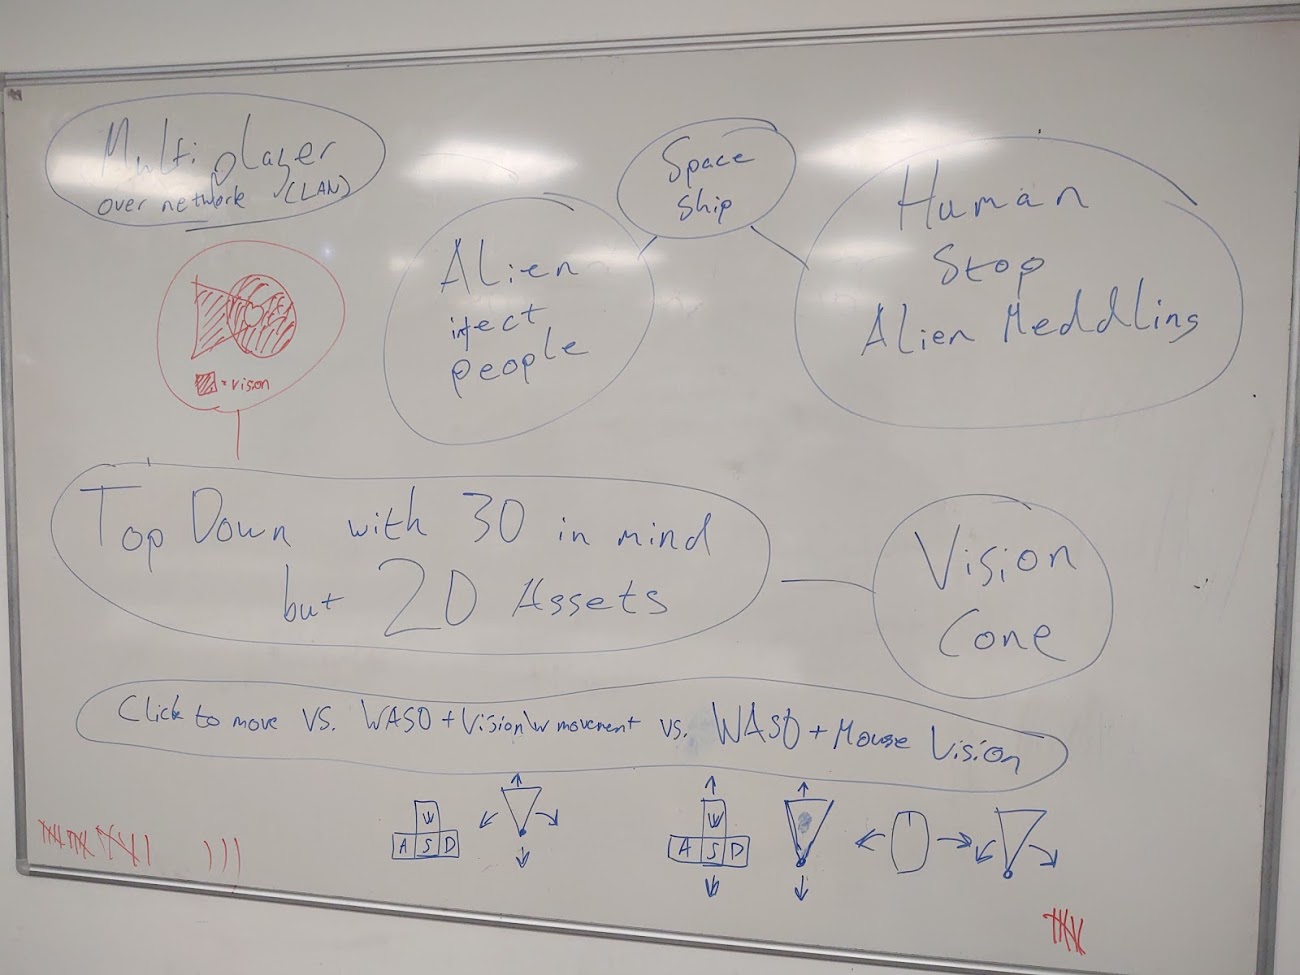 Multiplayer
over network (LAN)
Space
Ship
Alien
infect
people
Human
Stop
Alien Meddling
= vision
Top Down with 3D in mind
but 2D Assets
Vision
Cone
Click to move VS. WASD + Vision\w movement vs. WASD + Mouse Vision
W
A S D
W
A S D